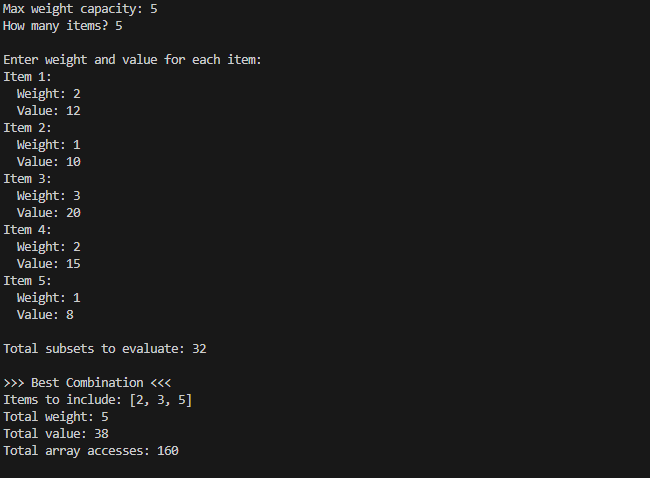 Max weight capacity: 5
How many items? 5
Enter weight and value for each item:
Item 1:
Weight: 2
Value: 12
Item 2:
Weight: 1
Value: 10
Item 3:
Weight: 3
Value: 20
Item 4:
Weight: 2
Value: 15
Item 5:
Weight: 1
Value: 8
Total subsets to evaluate: 32
>>> Best Combination <<<
Items to include: [2, 3, 5]
Total weight: 5
Total value: 38
Total array accesses: 160